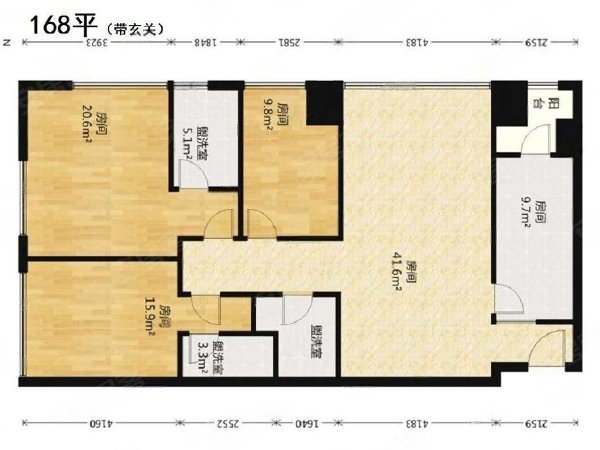 168平(带玄关)
N
3923 1848 2581 4183 2159
房间
20.6m²
盥洗室
5.1m²
房间
9.8m²
阳台
房间
9.7m²
房间
41.6m²
房间
15.9m²
盥洗室
3.3m²
盥洗室
4160 2552 1640 4183 2159